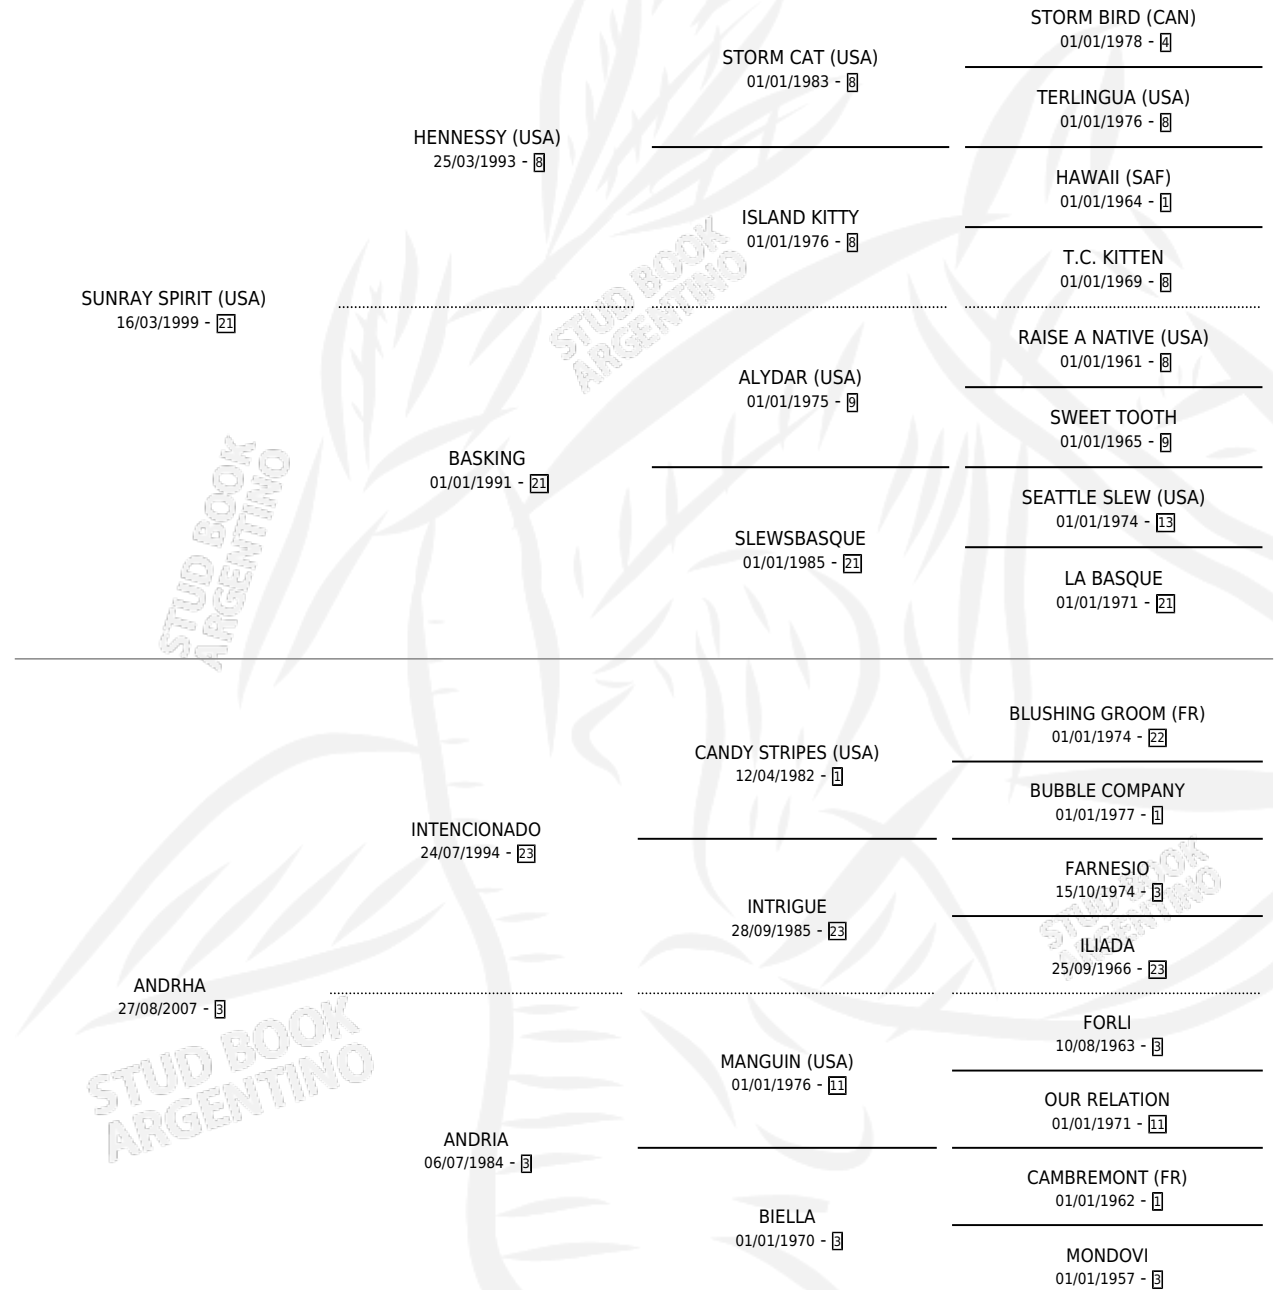 STORM BIRD (CAN)
01/01/1978 - 4
STORM CAT (USA)
01/01/1983 - 8
TERLINGUA (USA)
01/01/1976 - 8
HENNESSY (USA)
25/03/1993 - 8
HAWAII (SAF)
01/01/1964 - 1
ISLAND KITTY
01/01/1976 - 8
T.C. KITTEN
01/01/1969 - 8
SUNRAY SPIRIT (USA)
16/03/1999 - 21
STUD BOOK
ARGENTINO
RAISE A NATIVE (USA)
01/01/1961 - 8
ALYDAR (USA)
01/01/1975 - 9
SWEET TOOTH
01/01/1965 - 9
BASKING
01/01/1991 - 21
SEATTLE SLEW (USA)
01/01/1974 - 13
SLEWSBASQUE
01/01/1985 - 21
LA BASQUE
01/01/1971 - 21
STUD BOOK
ARGENTINO
BLUSHING GROOM (FR)
01/01/1974 - 22
CANDY STRIPES (USA)
12/04/1982 - 1
BUBBLE COMPANY
01/01/1977 - 1
INTENCIONADO
24/07/1994 - 23
FARNESIO
15/10/1974 - 3
INTRIGUE
28/09/1985 - 23
ILIADA
25/09/1966 - 23
STUD BOOK
ARGENTINO
ANDRHA
27/08/2007 - 3
FORLI
10/08/1963 - 3
MANGUIN (USA)
01/01/1976 - 11
OUR RELATION
01/01/1971 - 11
STUD BOOK
ARGENTINO
ANDRIA
06/07/1984 - 3
CAMBREMONT (FR)
01/01/1962 - 1
BIELLA
01/01/1970 - 3
MONDOVI
01/01/1957 - 3